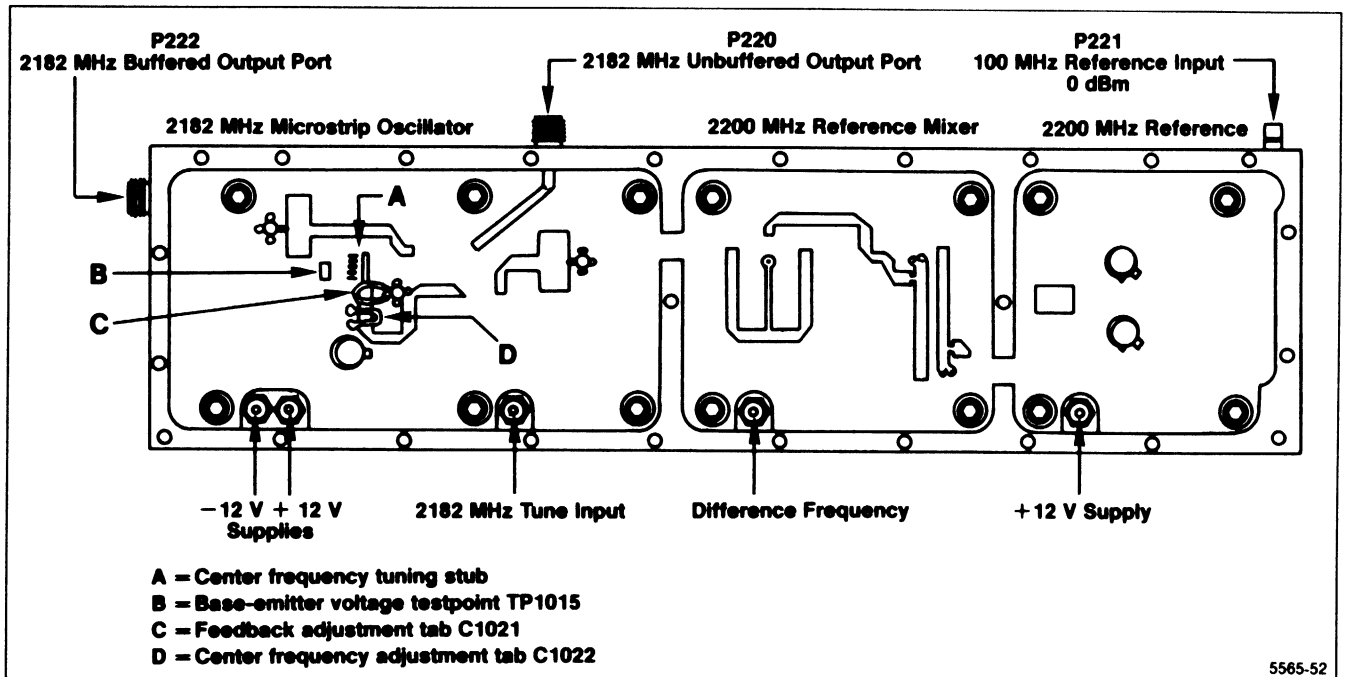 P222
2182 MHz Buffered Output Port
P220
2182 MHz Unbuffered Output Port
P221
100 MHz Reference Input
0 dBm
2182 MHz Microstrip Oscillator
2200 MHz Reference Mixer
2200 MHz Reference
A
B
C
D
−12 V + 12 V
Supplies
2182 MHz Tune Input
Difference Frequency
+12 V Supply
A = Center frequency tuning stub
B = Base-emitter voltage testpoint TP1015
C = Feedback adjustment tab C1021
D = Center frequency adjustment tab C1022
5565-52